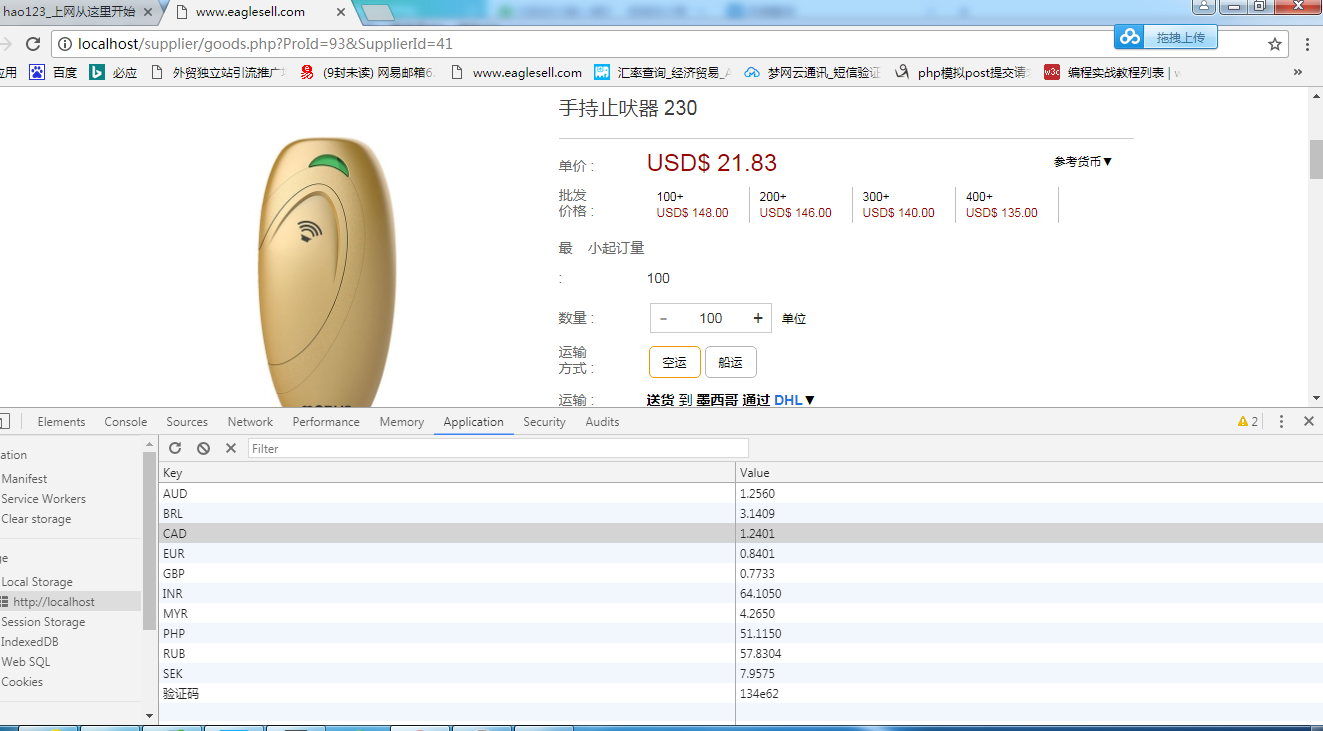 hao123_上网从这里开始
www.eaglesell.com
localhost/supplier/goods.php?ProId=93&SupplierId=41
拖拽上传
应用 百度 必应 外贸独立站引流推广 (9封未读) 网易邮箱6. www.eaglesell.com 汇率查询_经济贸易_ 梦网云通讯_短信验证 php模拟post提交请 w3c 编程实战教程列表 | w »
手持止吠器 230
单价 : USD$ 21.83 参考货币▼
批发 100+ 200+ 300+ 400+
价格 : USD$ 148.00 USD$ 146.00 USD$ 140.00 USD$ 135.00
最 小起订量
: 100
数量 : - 100 + 单位
运输
方式 : 空运 船运
运输 : 送货 到 墨西哥 通过 DHL▼
Elements Console Sources Network Performance Memory Application Security Audits 2
ation
Manifest
Service Workers
Clear storage
ge
Local Storage
http://localhost
Session Storage
IndexedDB
Web SQL
Cookies
Filter
Key Value
AUD 1.2560
BRL 3.1409
CAD 1.2401
EUR 0.8401
GBP 0.7733
INR 64.1050
MYR 4.2650
PHP 51.1150
RUB 57.8304
SEK 7.9575
验证码 134e62